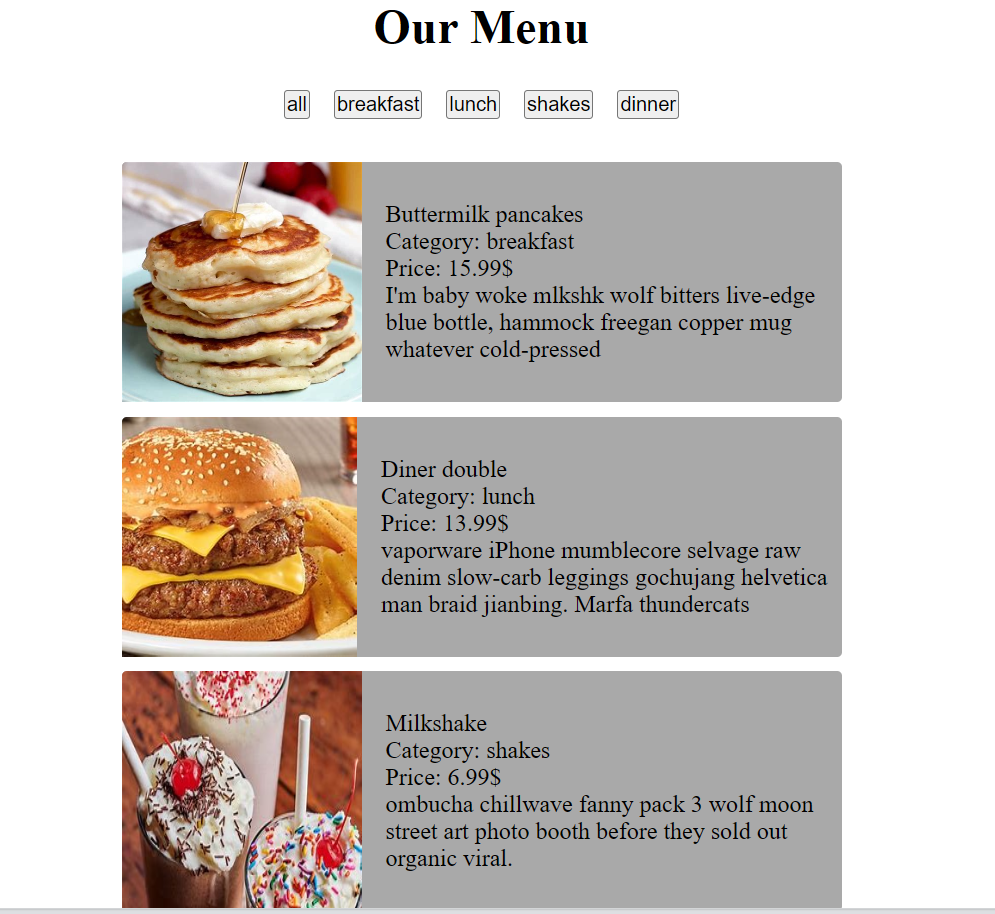 Our Menu
all breakfast lunch shakes dinner
Buttermilk pancakes
Category: breakfast
Price: 15.99$
I'm baby woke mlkshk wolf bitters live-edge
blue bottle, hammock freegan copper mug
whatever cold-pressed
Diner double
Category: lunch
Price: 13.99$
vaporware iPhone mumblecore selvage raw
denim slow-carb leggings gochujang helvetica
man braid jianbing. Marfa thundercats
Milkshake
Category: shakes
Price: 6.99$
ombucha chillwave fanny pack 3 wolf moon
street art photo booth before they sold out
organic viral.